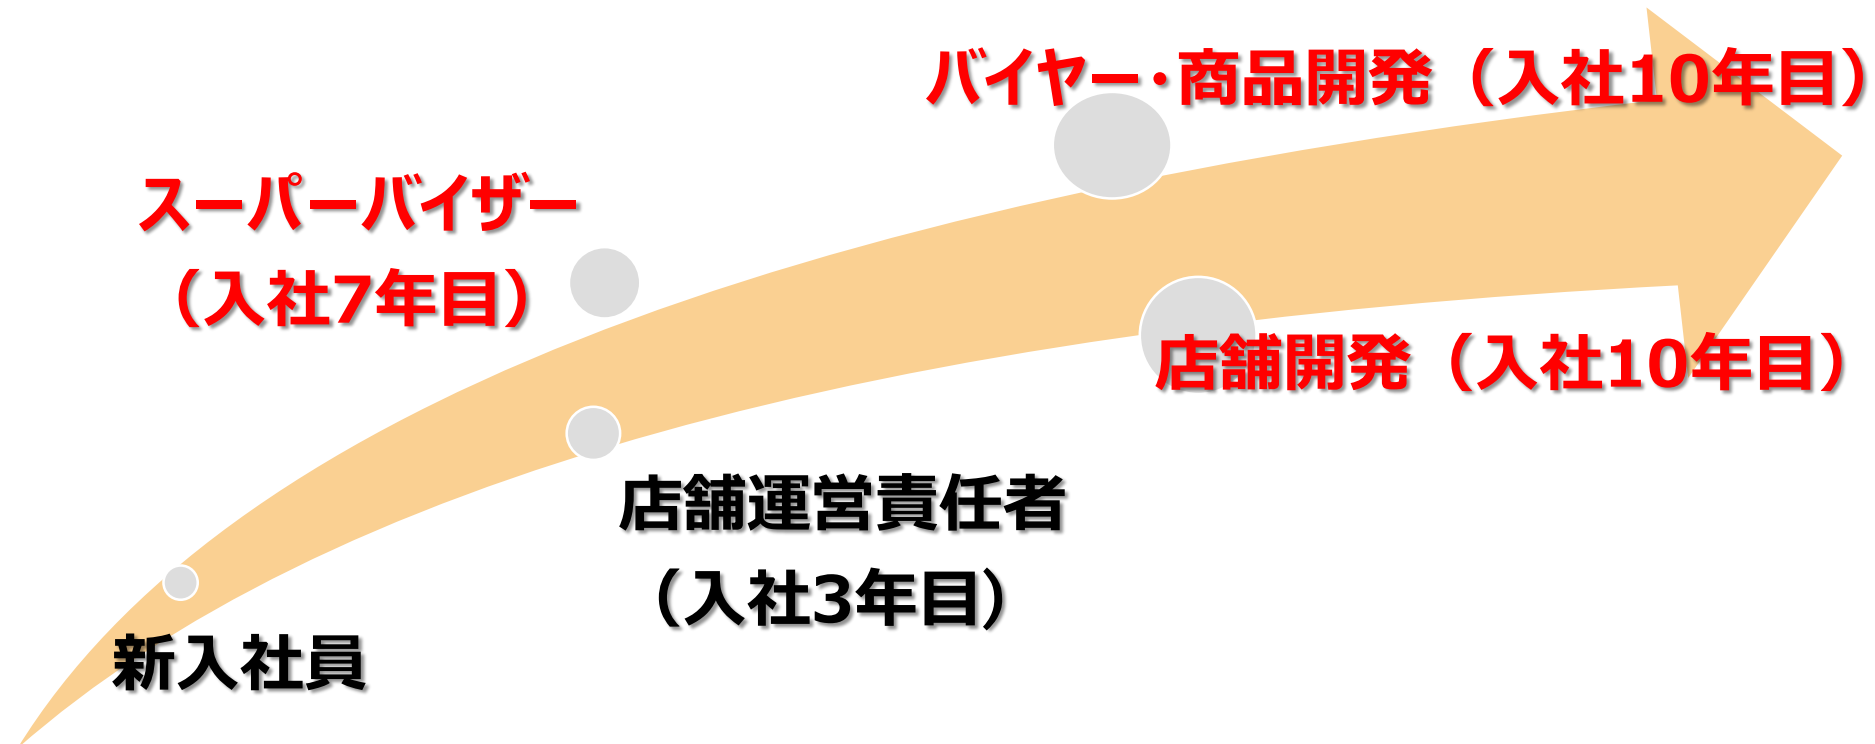 バイヤー・商品開発（入社10年目）
スーパーバイザー
（入社7年目）
店舗開発（入社10年目）
店舗運営責任者
（入社3年目）
新入社員